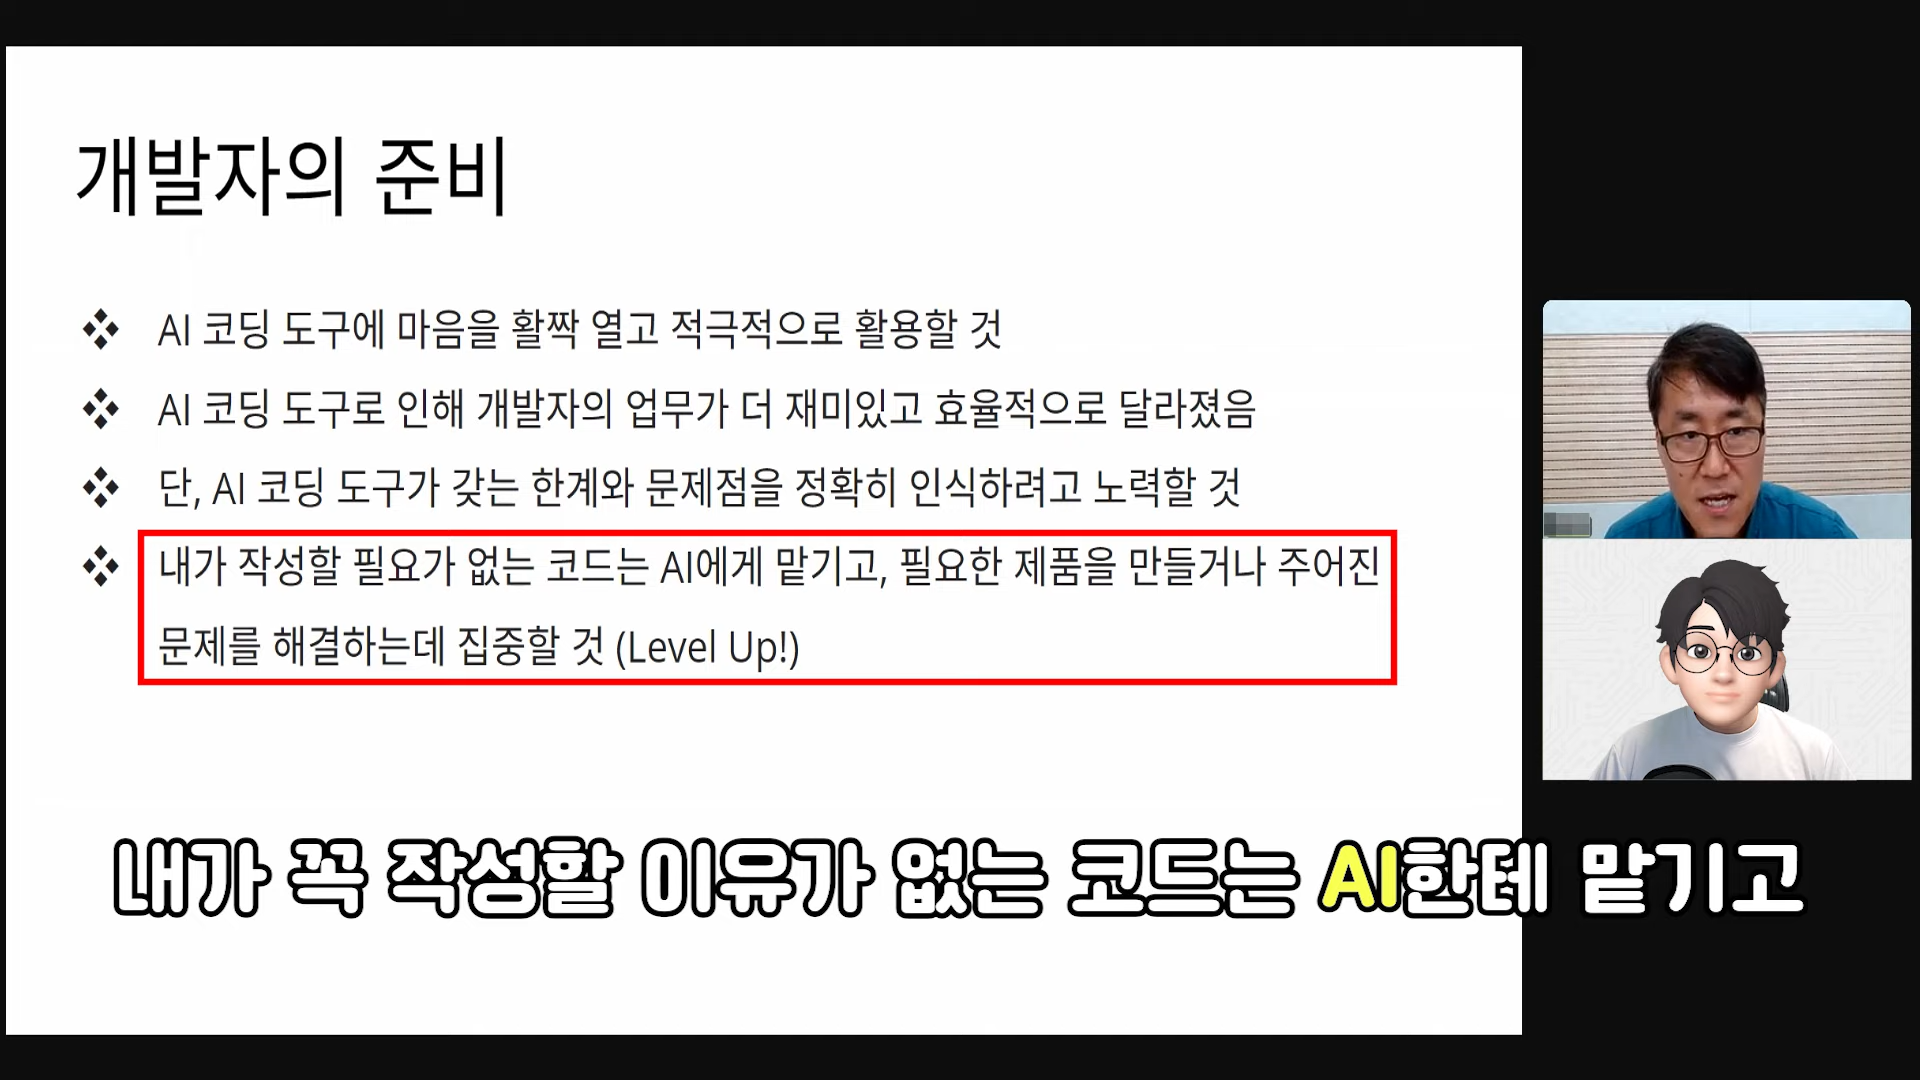 개발자의 준비
AI 코딩 도구에 마음을 활짝 열고 적극적으로 활용할 것
AI 코딩 도구로 인해 개발자의 업무가 더 재미있고 효율적으로 달라졌음
단, AI 코딩 도구가 갖는 한계와 문제점을 정확히 인식하려고 노력할 것
내가 작성할 필요가 없는 코드는 AI에게 맡기고, 필요한 제품을 만들거나 주어진
문제를 해결하는데 집중할 것 (Level Up!)
내가 꼭 작성할 이유가 없는 코드는 AI한테 맡기고